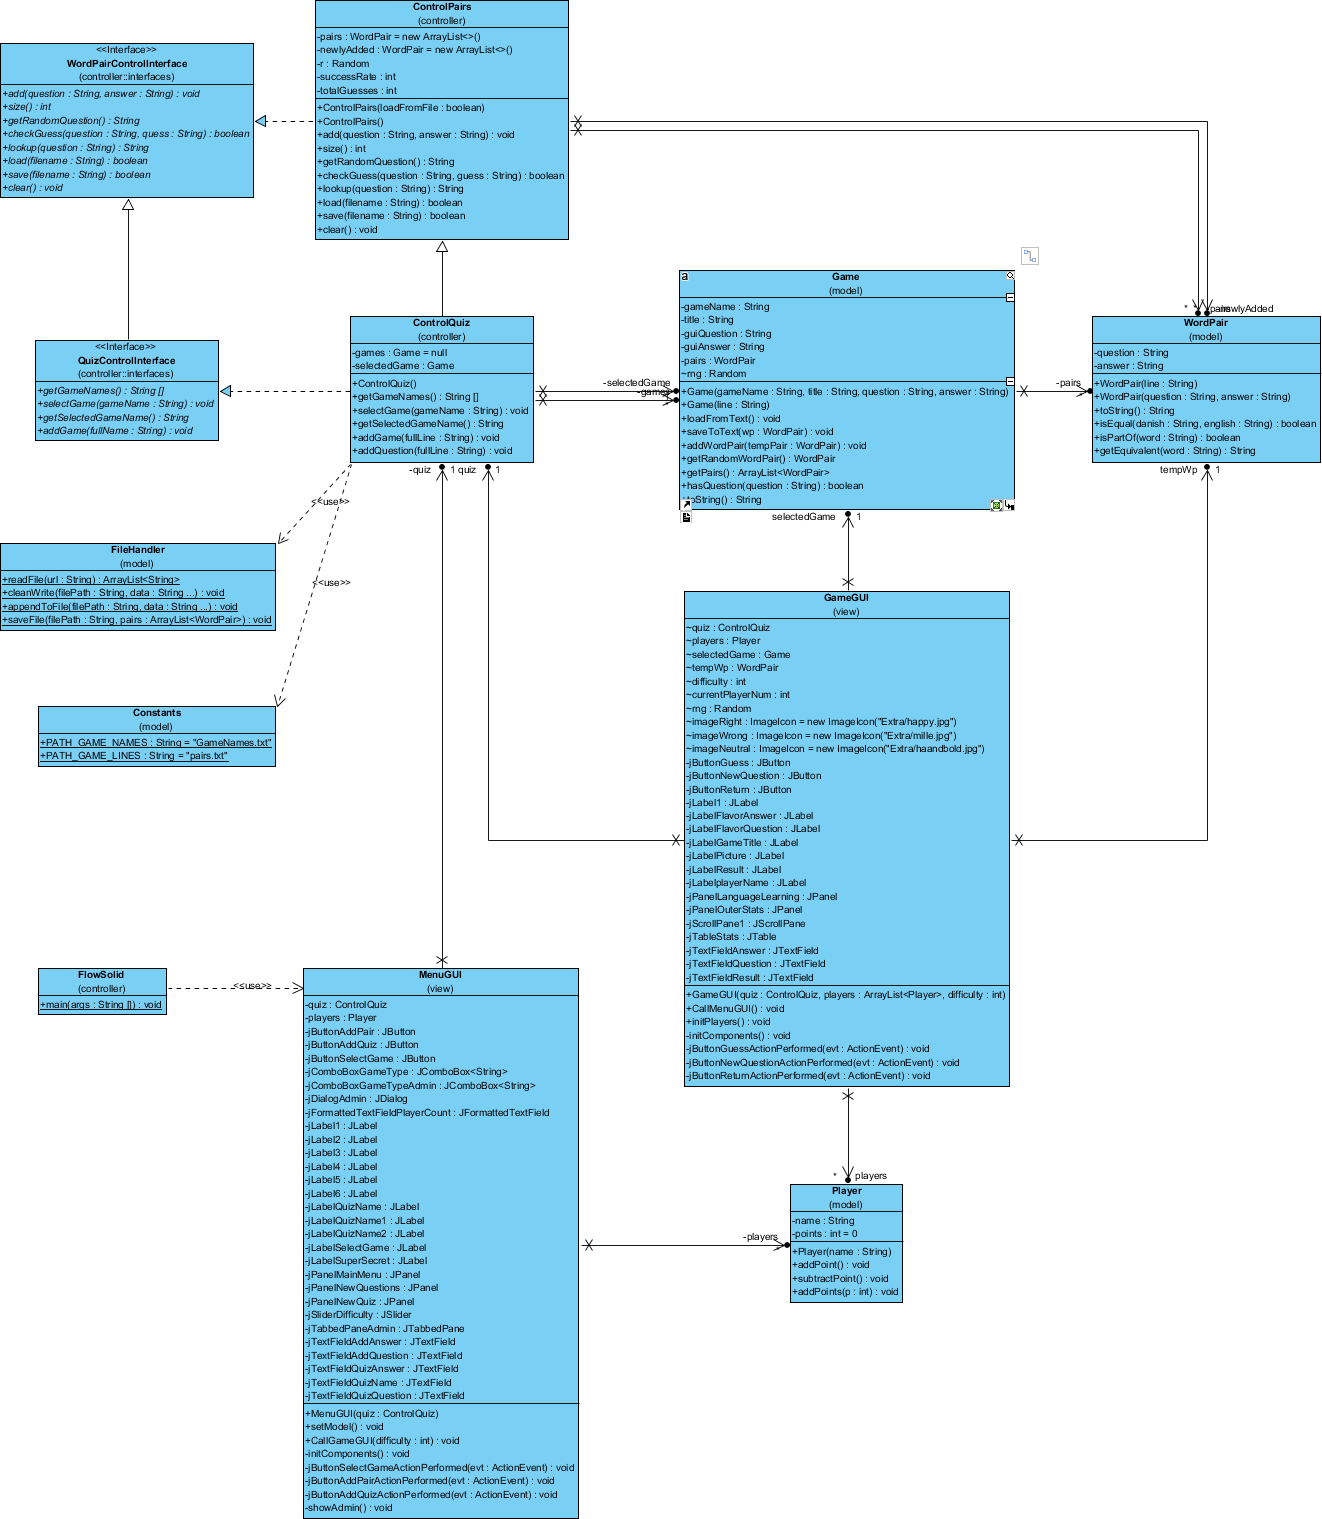 ControlPairs
(controller)
-pairs : WordPair = new ArrayList<>()
-newlyAdded : WordPair = new ArrayList<>()
-r : Random
-successRate : int
-totalGuesses : int
+ControlPairs(loadFromFile : boolean)
+ControlPairs()
+add(question : String, answer : String) : void
+size() : int
+getRandomQuestion() : String
+checkGuess(question : String, guess : String) : boolean
+lookup(question : String) : String
+load(filename : String) : boolean
+save(filename : String) : boolean
+clear() : void
<<Interface>>
WordPairControlInterface
(controller::interfaces)
+add(question : String, answer : String) : void
+size() : int
+getRandomQuestion() : String
+checkGuess(question : String, quess : String) : boolean
+lookup(question : String) : String
+load(filename : String) : boolean
+save(filename : String) : boolean
+clear() : void
Game
(model)
-gameName : String
-title : String
-guiQuestion : String
-guiAnswer : String
-pairs : WordPair
~rng : Random
+Game(gameName : String, title : String, question : String, answer : String)
+Game(line : String)
+loadFromText() : void
+saveToText(wp : WordPair) : void
+addWordPair(tempPair : WordPair) : void
+getRandomWordPair() : WordPair
+getPairs() : ArrayList<WordPair>
+hasQuestion(question : String) : boolean
+toString() : String
* newlyAdded
WordPair
(model)
-question : String
-answer : String
+WordPair(line : String)
+WordPair(question : String, answer : String)
+toString() : String
+isEqual(danish : String, english : String) : boolean
+isPartOf(word : String) : boolean
+getEquivalent(word : String) : String
ControlQuiz
(controller)
-games : Game = null
-selectedGame : Game
+ControlQuiz()
+getGameNames() : String []
+selectGame(gameName : String) : void
+getSelectedGameName() : String
+addGame(fullLine : String) : void
+addQuestion(fullLine : String) : void
<<Interface>>
QuizControlInterface
(controller::interfaces)
+getGameNames() : String []
+selectGame(gameName : String) : void
+getSelectedGameName() : String
+addGame(fullName : String) : void
-selectedGame
-games
-pairs
-quiz 1 quiz 1
tempWp 1
selectedGame 1
<<use>>
<<use>>
FileHandler
(model)
+readFile(url : String) : ArrayList<String>
+cleanWrite(filePath : String, data : String ...) : void
+appendToFile(filePath : String, data : String ...) : void
+saveFile(filePath : String, pairs : ArrayList<WordPair>) : void
Constants
(model)
+PATH_GAME_NAMES : String = "GameNames.txt"
+PATH_GAME_LINES : String = "pairs.txt"
GameGUI
(view)
~quiz : ControlQuiz
~players : Player
~selectedGame : Game
~tempWp : WordPair
~difficulty : int
~currentPlayerNum : int
~rng : Random
~imageRight : ImageIcon = new ImageIcon("Extra/happy.jpg")
~imageWrong : ImageIcon = new ImageIcon("Extra/mille.jpg")
~imageNeutral : ImageIcon = new ImageIcon("Extra/haandbold.jpg")
-jButtonGuess : JButton
-jButtonNewQuestion : JButton
-jButtonReturn : JButton
-jLabel1 : JLabel
-jLabelFlavorAnswer : JLabel
-jLabelFlavorQuestion : JLabel
-jLabelGameTitle : JLabel
-jLabelPicture : JLabel
-jLabelResult : JLabel
-jLabelplayerName : JLabel
-jPanelLanguageLearning : JPanel
-jPanelOuterStats : JPanel
-jScrollPane1 : JScrollPane
-jTableStats : JTable
-jTextFieldAnswer : JTextField
-jTextFieldQuestion : JTextField
-jTextFieldResult : JTextField
+GameGUI(quiz : ControlQuiz, players : ArrayList<Player>, difficulty : int)
+CallMenuGUI() : void
+initPlayers() : void
-initComponents() : void
-jButtonGuessActionPerformed(evt : ActionEvent) : void
-jButtonNewQuestionActionPerformed(evt : ActionEvent) : void
-jButtonReturnActionPerformed(evt : ActionEvent) : void
FlowSolid
(controller)
+main(args : String []) : void
<<use>>
MenuGUI
(view)
-quiz : ControlQuiz
-players : Player
-jButtonAddPair : JButton
-jButtonAddQuiz : JButton
-jButtonSelectGame : JButton
-jComboBoxGameType : JComboBox<String>
-jComboBoxGameTypeAdmin : JComboBox<String>
-jDialogAdmin : JDialog
-jFormattedTextFieldPlayerCount : JFormattedTextField
-jLabel1 : JLabel
-jLabel2 : JLabel
-jLabel3 : JLabel
-jLabel4 : JLabel
-jLabel5 : JLabel
-jLabel6 : JLabel
-jLabelQuizName : JLabel
-jLabelQuizName1 : JLabel
-jLabelQuizName2 : JLabel
-jLabelSelectGame : JLabel
-jLabelSuperSecret : JLabel
-jPanelMainMenu : JPanel
-jPanelNewQuestions : JPanel
-jPanelNewQuiz : JPanel
-jSliderDifficulty : JSlider
-jTabbedPaneAdmin : JTabbedPane
-jTextFieldAddAnswer : JTextField
-jTextFieldAddQuestion : JTextField
-jTextFieldQuizAnswer : JTextField
-jTextFieldQuizName : JTextField
-jTextFieldQuizQuestion : JTextField
+MenuGUI(quiz : ControlQuiz)
+setModel() : void
+CallGameGUI(difficulty : int) : void
-initComponents() : void
-jButtonSelectGameActionPerformed(evt : ActionEvent) : void
-jButtonAddPairActionPerformed(evt : ActionEvent) : void
-jButtonAddQuizActionPerformed(evt : ActionEvent) : void
-showAdmin() : void
* players
-players
Player
(model)
-name : String
-points : int = 0
+Player(name : String)
+addPoint() : void
+subtractPoint() : void
+addPoints(p : int) : void